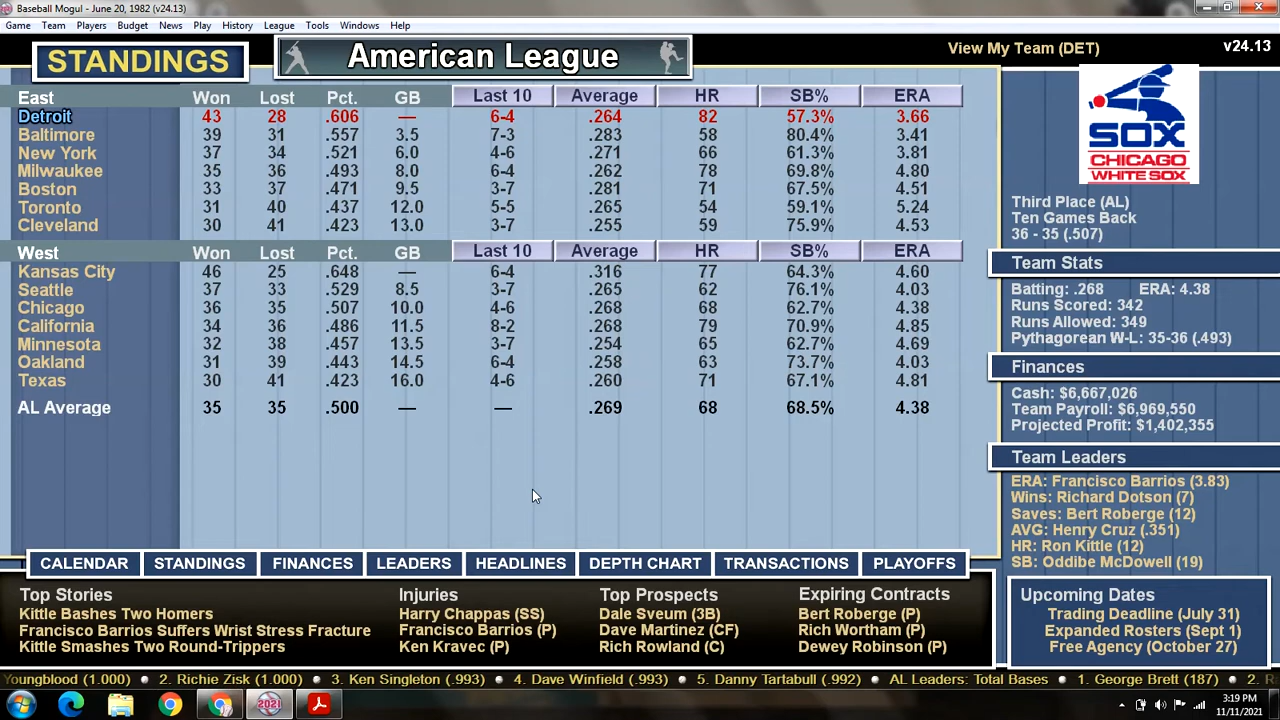 Baseball Mogul - June 20, 1982 (v24.13)
Game Team Players Budget News Play History League Tools Windows Help
STANDINGS American League View My Team (DET) v24.13
East Won Lost Pct. GB Last 10 Average HR SB% ERA
Detroit 43 28 .606 — 6-4 .264 82 57.3% 3.66
Baltimore 39 31 .557 3.5 7-3 .283 58 80.4% 3.41
New York 37 34 .521 6.0 4-6 .271 66 61.3% 3.81
Milwaukee 35 36 .493 8.0 6-4 .262 78 69.8% 4.80
Boston 33 37 .471 9.5 3-7 .281 71 67.5% 4.51
Toronto 31 40 .437 12.0 5-5 .265 54 59.1% 5.24
Cleveland 30 41 .423 13.0 3-7 .255 59 75.9% 4.53
West Won Lost Pct. GB Last 10 Average HR SB% ERA
Kansas City 46 25 .648 — 6-4 .316 77 64.3% 4.60
Seattle 37 33 .529 8.5 3-7 .265 62 76.1% 4.03
Chicago 36 35 .507 10.0 4-6 .268 68 62.7% 4.38
California 34 36 .486 11.5 8-2 .268 79 70.9% 4.85
Minnesota 32 38 .457 13.5 3-7 .254 65 62.7% 4.69
Oakland 31 39 .443 14.5 6-4 .258 63 73.7% 4.03
Texas 30 41 .423 16.0 4-6 .260 71 67.1% 4.81
AL Average 35 35 .500 — — .269 68 68.5% 4.38
SOX
CHICAGO
WHITE SOX
Third Place (AL)
Ten Games Back
36 - 35 (.507)
Team Stats
Batting: .268 ERA: 4.38
Runs Scored: 342
Runs Allowed: 349
Pythagorean W-L: 35-36 (.493)
Finances
Cash: $6,667,026
Team Payroll: $6,969,550
Projected Profit: $1,402,355
Team Leaders
ERA: Francisco Barrios (3.83)
Wins: Richard Dotson (7)
Saves: Bert Roberge (12)
AVG: Henry Cruz (.351)
HR: Ron Kittle (12)
SB: Oddibe McDowell (19)
CALENDAR STANDINGS FINANCES LEADERS HEADLINES DEPTH CHART TRANSACTIONS PLAYOFFS
Top Stories
Kittle Bashes Two Homers
Francisco Barrios Suffers Wrist Stress Fracture
Kittle Smashes Two Round-Trippers
Injuries
Harry Chappas (SS)
Francisco Barrios (P)
Ken Kravec (P)
Top Prospects
Dale Sveum (3B)
Dave Martinez (CF)
Rich Rowland (C)
Expiring Contracts
Bert Roberge (P)
Rich Wortham (P)
Dewey Robinson (P)
Upcoming Dates
Trading Deadline (July 31)
Expanded Rosters (Sept 1)
Free Agency (October 27)
Youngblood (1.000) • 2. Richie Zisk (1.000) • 3. Ken Singleton (.993) • 4. Dave Winfield (.993) • 5. Danny Tartabull (.992) • AL Leaders: Total Bases • 1. George Brett (187) • 2. R
2021
3:19 PM
11/11/2021